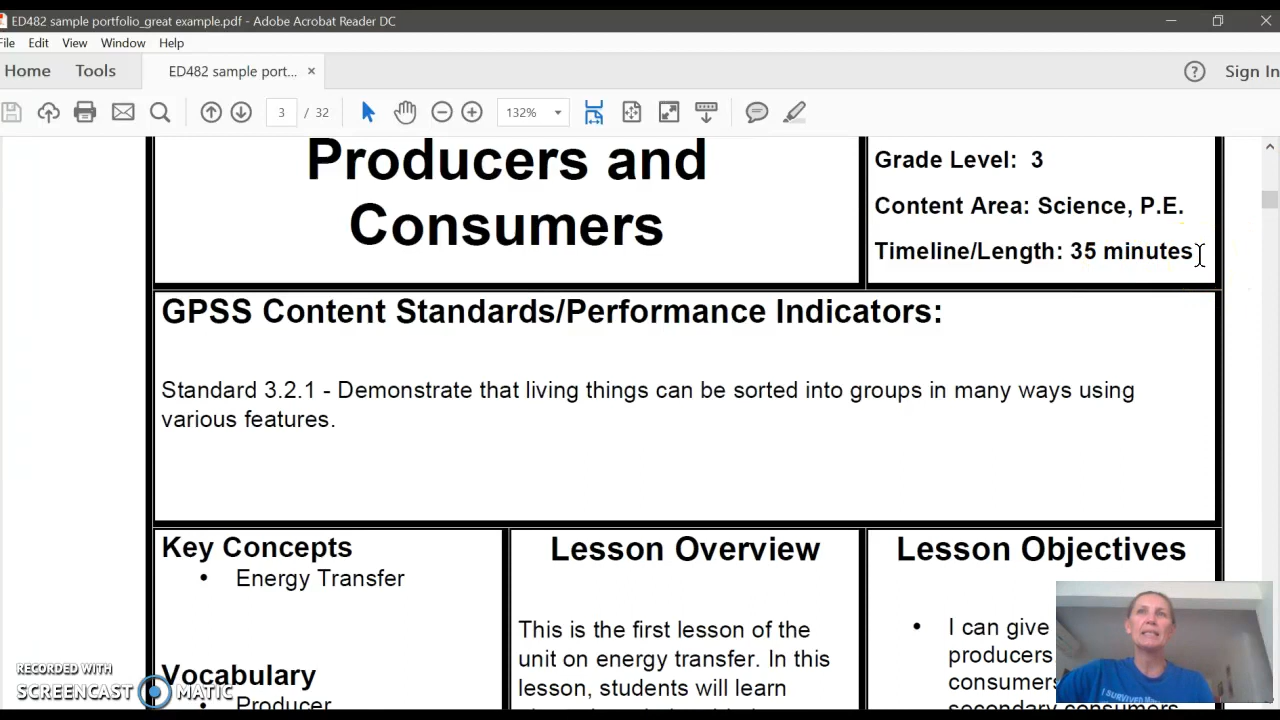 ED482 sample portfolio_great example.pdf - Adobe Acrobat Reader DC
File Edit View Window Help
Home Tools ED482 sample port... × ? Sign In
3 / 32 132%
Producers and
Consumers
Grade Level: 3
Content Area: Science, P.E.
Timeline/Length: 35 minutes
GPSS Content Standards/Performance Indicators:
Standard 3.2.1 - Demonstrate that living things can be sorted into groups in many ways using
various features.
Key Concepts
• Energy Transfer
Vocabulary
• Producer
Lesson Overview
This is the first lesson of the
unit on energy transfer. In this
lesson, students will learn
Lesson Objectives
• I can give
producers
consumers
secondary consumers
I SURVIVED
RECORDED WITH
SCREENCAST MATIC